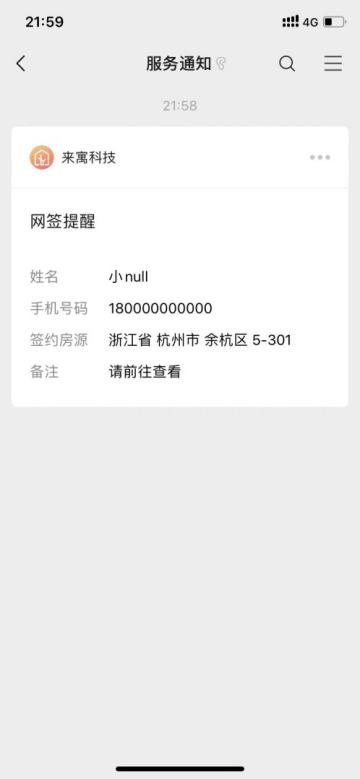 21:59
4G
服务通知
21:58
来寓科技
网签提醒
姓名 小null
手机号码 180000000000
签约房源 浙江省 杭州市 余杭区 5-301
备注 请前往查看